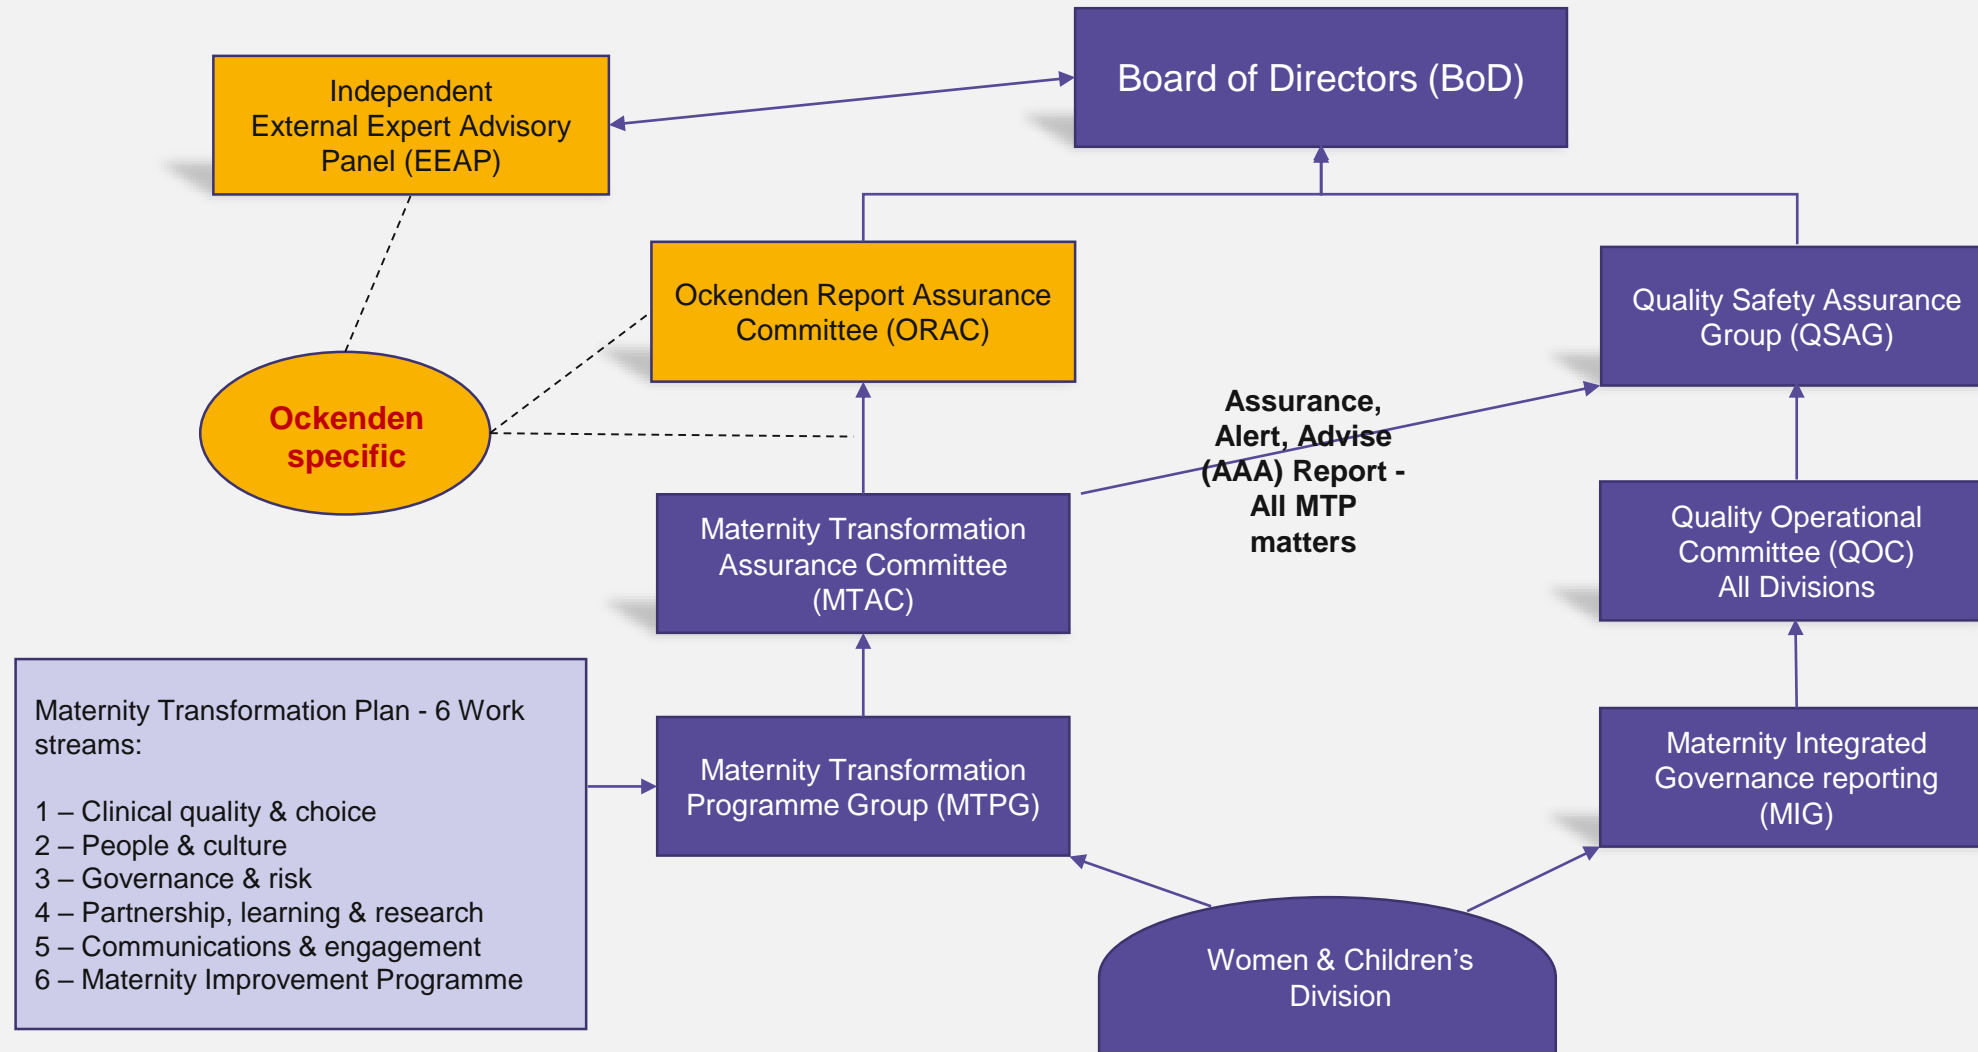 Board of Directors (BoD)
Independent
External Expert Advisory
Panel (EEAP)
Ockenden Report Assurance
Committee (ORAC)
Quality Safety Assurance
Group (QSAG)
Ockenden
specific
Assurance,
Alert, Advise
(AAA) Report -
All MTP
matters
Maternity Transformation
Assurance Committee
(MTAC)
Quality Operational
Committee (QOC)
All Divisions
Maternity Transformation Plan - 6 Work
streams:
1 – Clinical quality & choice
2 – People & culture
3 – Governance & risk
4 – Partnership, learning & research
5 – Communications & engagement
6 – Maternity Improvement Programme
Maternity Transformation
Programme Group (MTPG)
Maternity Integrated
Governance reporting
(MIG)
Women & Children's
Division